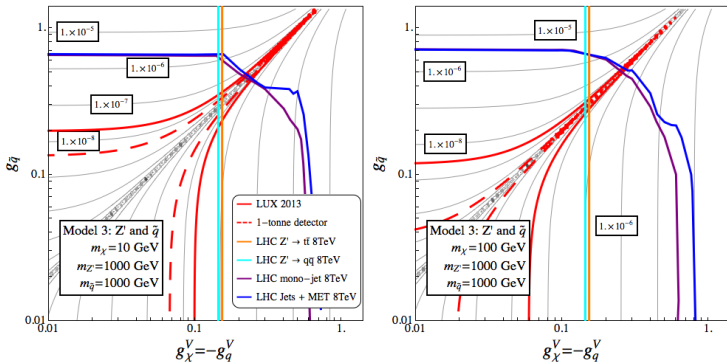 1.
0.1
0.01
g_q̃
1.×10⁻⁵
1.×10⁻⁶
1.×10⁻⁷
1.×10⁻⁸
Model 3: Z' and q̃
m_χ=10 GeV
m_Z'=1000 GeV
m_q̃=1000 GeV
LUX 2013
1-tonne detector
LHC Z' → tt̄ 8TeV
LHC Z' → qq̄ 8TeV
LHC mono-jet 8TeV
LHC Jets + MET 8TeV
0.01
0.1
1.
g_χ^V=-g_q^V
1.
0.1
0.01
g_q̃
1.×10⁻⁵
1.×10⁻⁶
1.×10⁻⁸
1.×10⁻⁶
Model 3: Z' and q̃
m_χ=100 GeV
m_Z'=1000 GeV
m_q̃=1000 GeV
0.01
0.1
1.
g_χ^V=-g_q^V